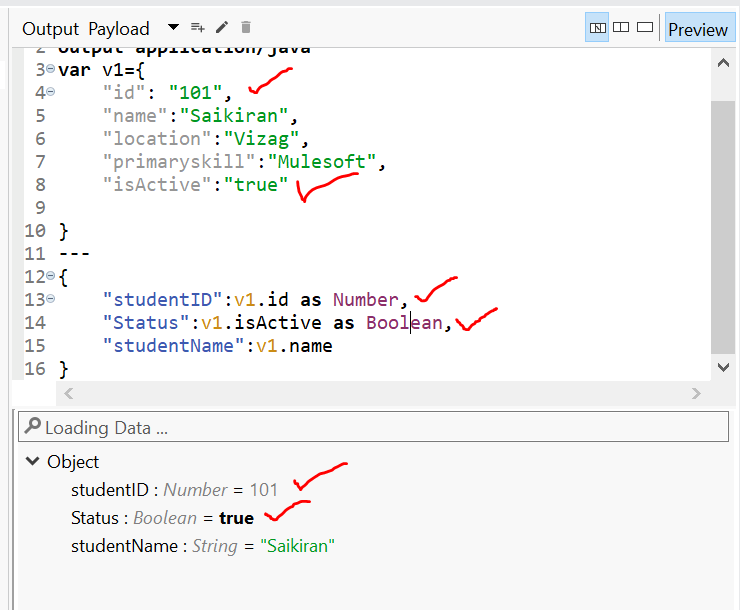 Output Payload
Preview
2 output application/java
3 var v1={
4 "id": "101",
5 "name":"Saikiran",
6 "location":"Vizag",
7 "primaryskill":"Mulesoft",
8 "isActive":"true"
9
10 }
11 ---
12 {
13 "studentID":v1.id as Number,
14 "Status":v1.isActive as Boolean,
15 "studentName":v1.name
16 }
Loading Data ...
Object
studentID : Number = 101
Status : Boolean = true
studentName : String = "Saikiran"